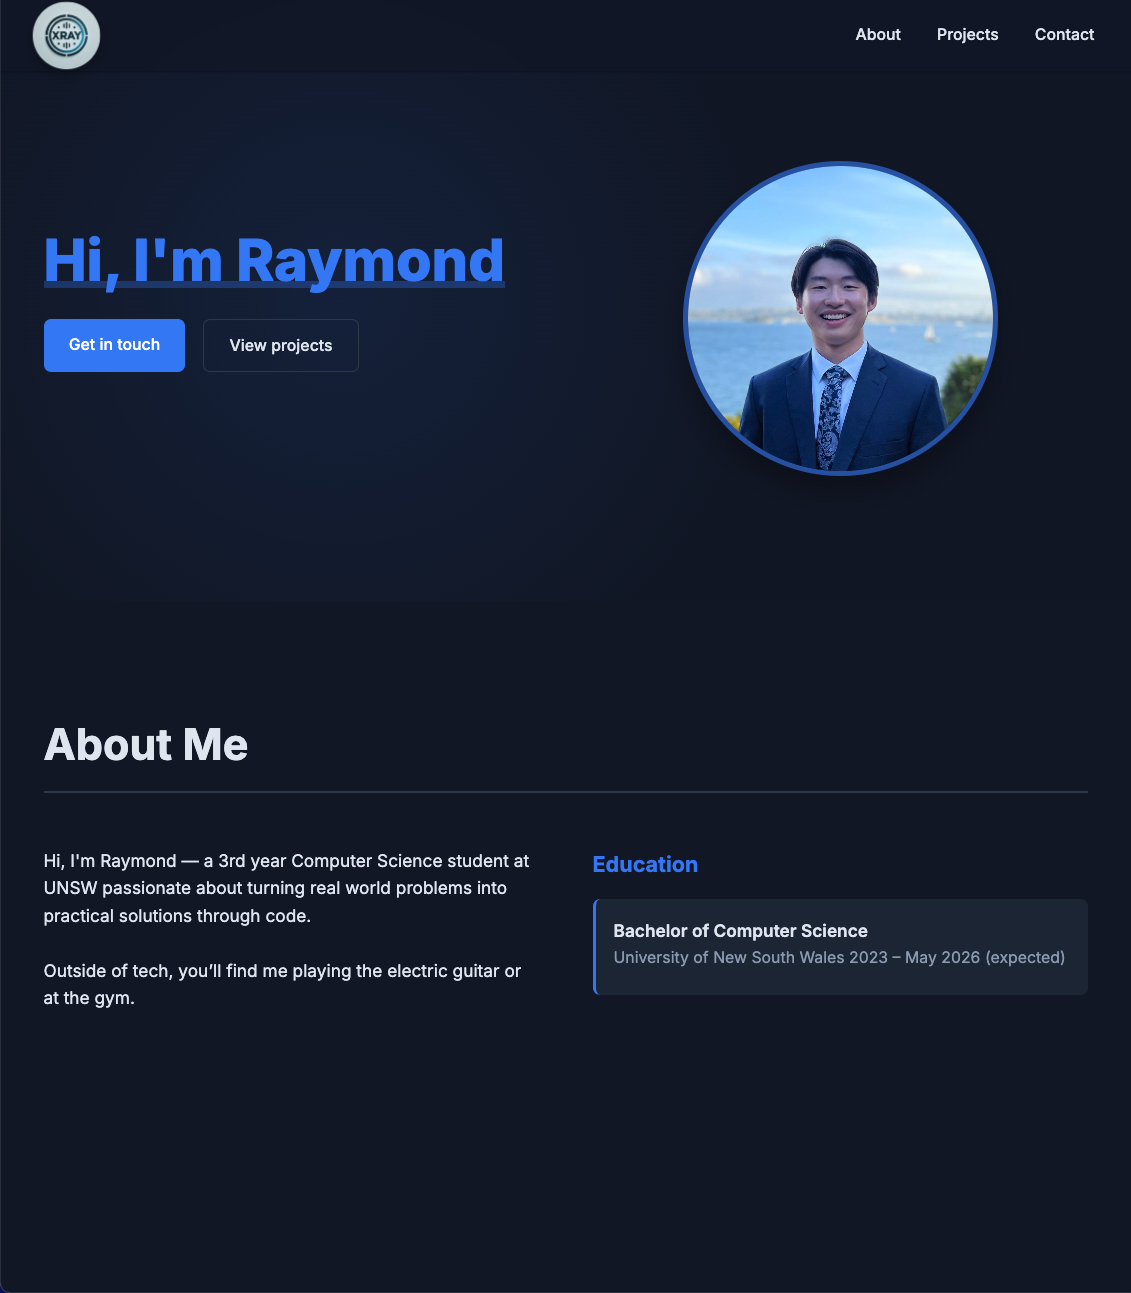 XRAY
About Projects Contact
Hi, I'm Raymond
Get in touch View projects
About Me
Hi, I'm Raymond — a 3rd year Computer Science student at
UNSW passionate about turning real world problems into
practical solutions through code.
Outside of tech, you’ll find me playing the electric guitar or
at the gym.
Education
Bachelor of Computer Science
University of New South Wales 2023 – May 2026 (expected)